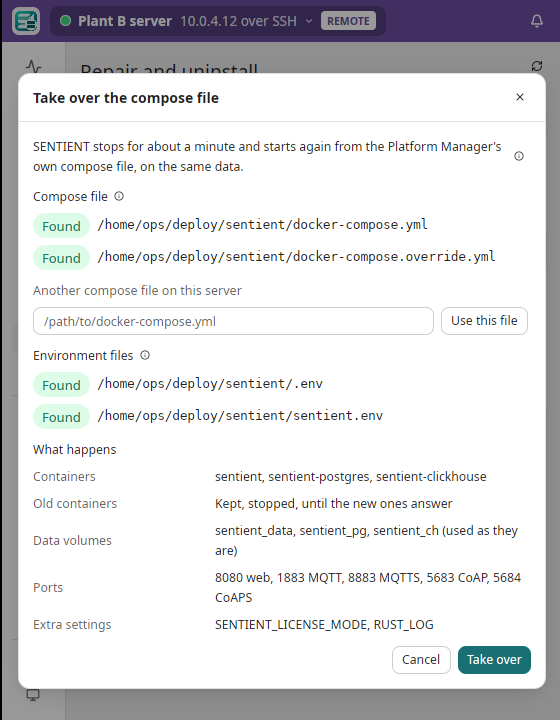 Plant B server 10.0.4.12 over SSH REMOTE
Repair and uninstall
Take over the compose file
SENTIENT stops for about a minute and starts again from the Platform Manager's
own compose file, on the same data.
Compose file
Found /home/ops/deploy/sentient/docker-compose.yml
Found /home/ops/deploy/sentient/docker-compose.override.yml
Another compose file on this server
/path/to/docker-compose.yml Use this file
Environment files
Found /home/ops/deploy/sentient/.env
Found /home/ops/deploy/sentient/sentient.env
What happens
Containers sentient, sentient-postgres, sentient-clickhouse
Old containers Kept, stopped, until the new ones answer
Data volumes sentient_data, sentient_pg, sentient_ch (used as they
are)
Ports 8080 web, 1883 MQTT, 8883 MQTTS, 5683 CoAP, 5684
CoAPS
Extra settings SENTIENT_LICENSE_MODE, RUST_LOG
Cancel Take over